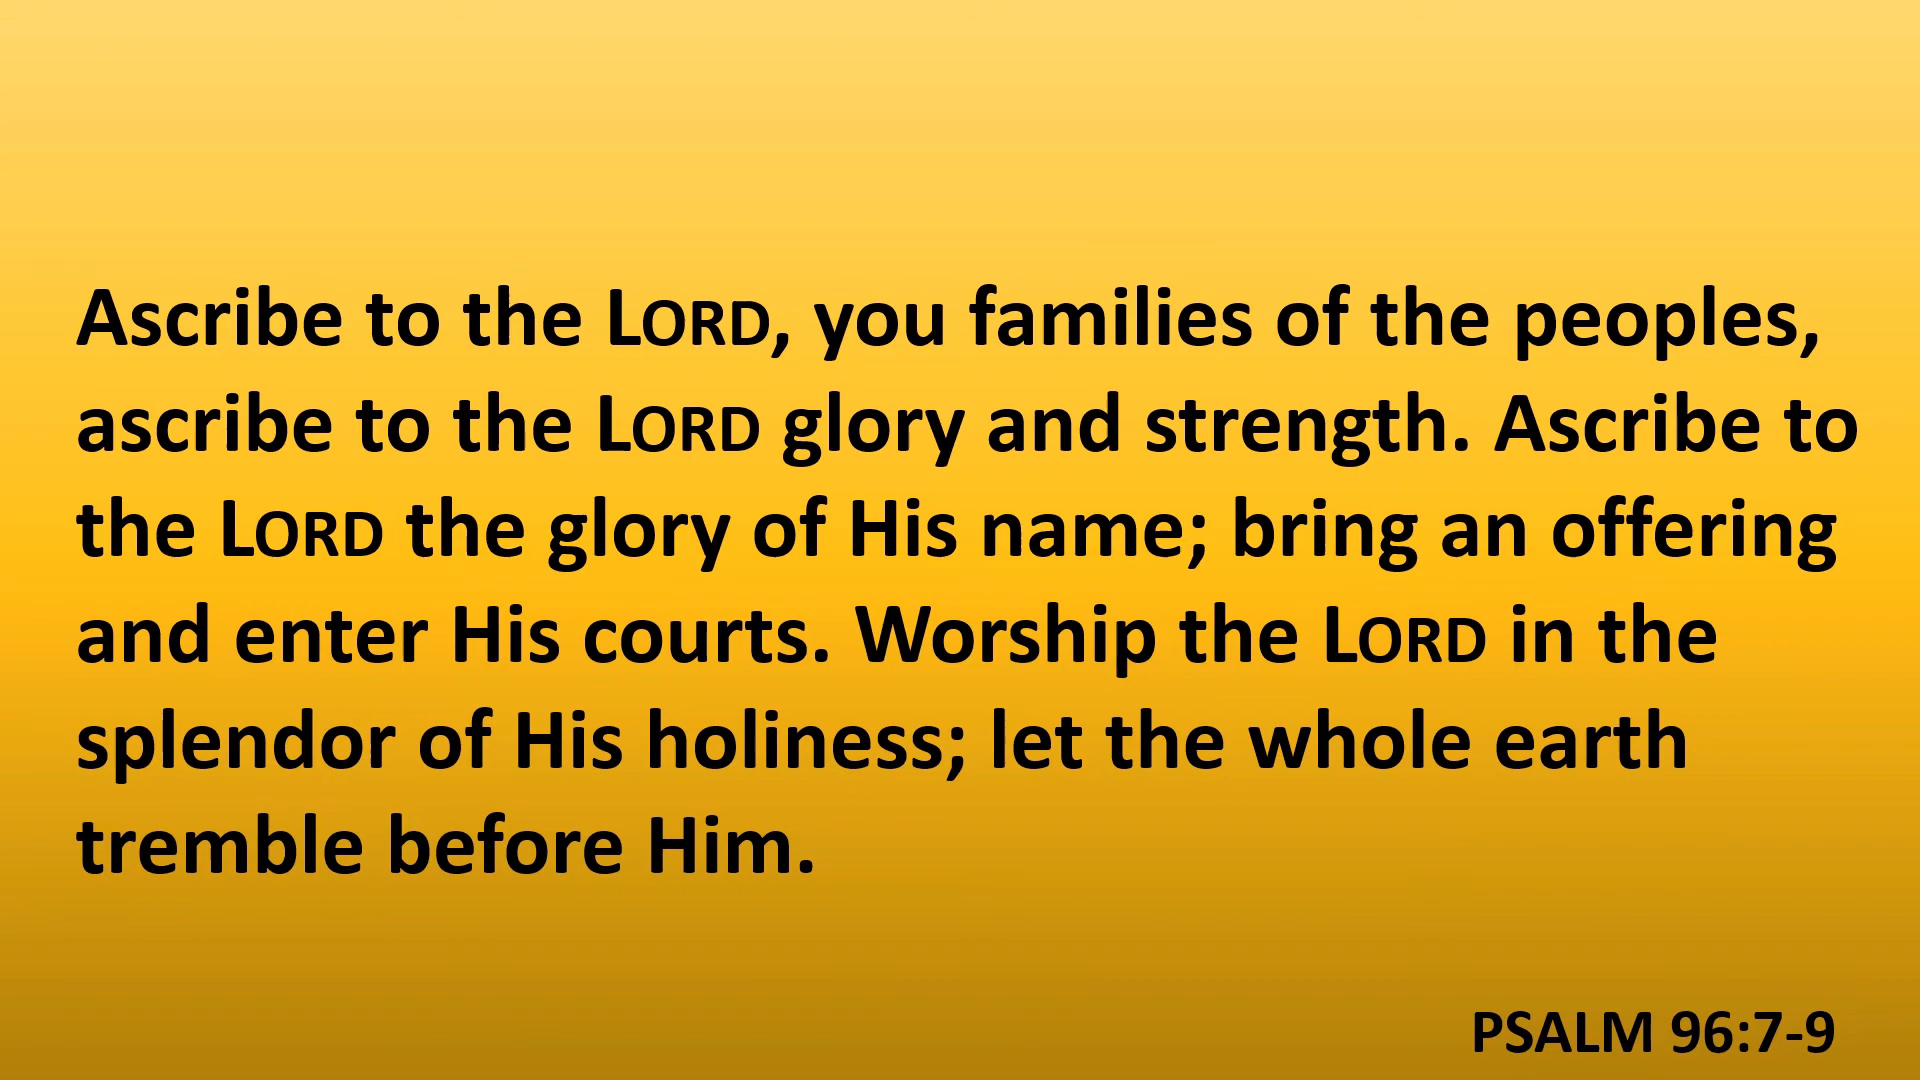 Ascribe to the LORD, you families of the peoples,
ascribe to the LORD glory and strength. Ascribe to
the LORD the glory of His name; bring an offering
and enter His courts. Worship the LORD in the
splendor of His holiness; let the whole earth
tremble before Him.
PSALM 96:7-9